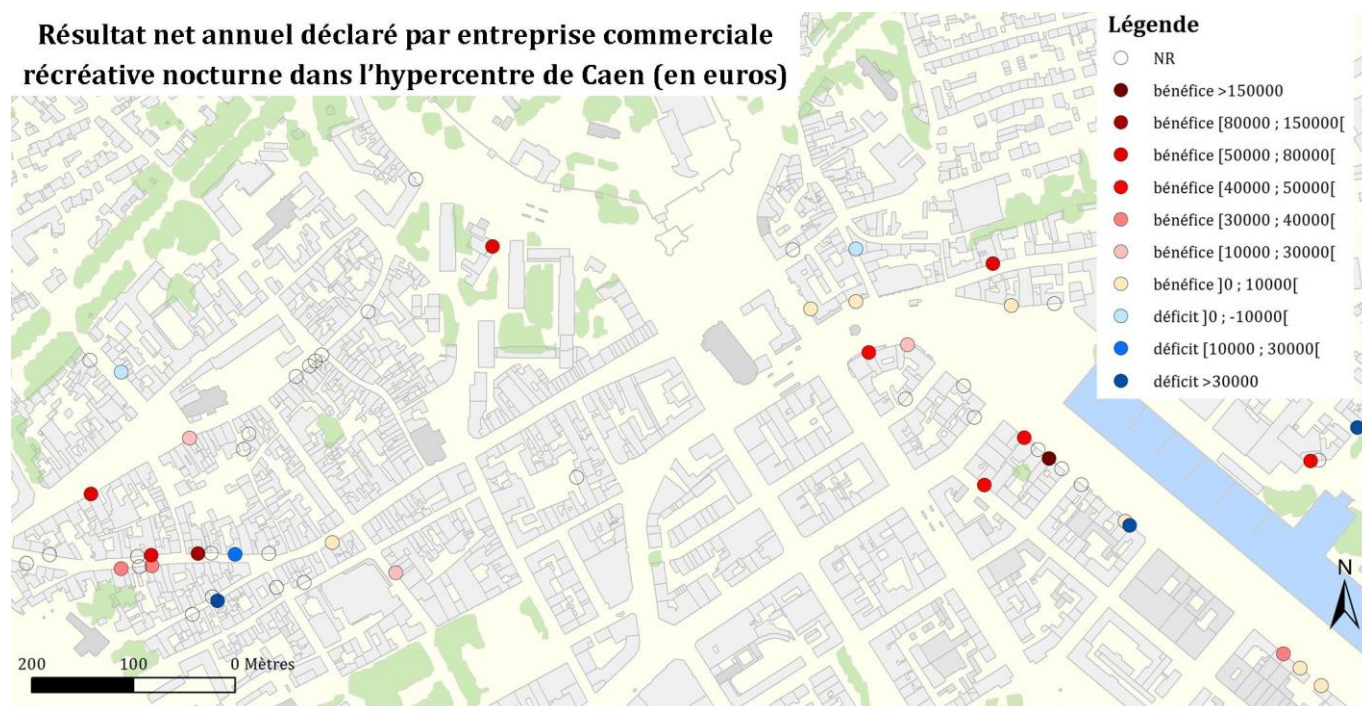 Résultat net annuel déclaré par entreprise commerciale
récréative nocturne dans l'hypercentre de Caen (en euros)
Légende
NR
bénéfice >150000
bénéfice [80000 ; 150000[
bénéfice [50000 ; 80000[
bénéfice [40000 ; 50000[
bénéfice [30000 ; 40000[
bénéfice [10000 ; 30000[
bénéfice ]0 ; 10000[
déficit ]0 ; -10000[
déficit [10000 ; 30000[
déficit >30000
N
200 100 0 Mètres